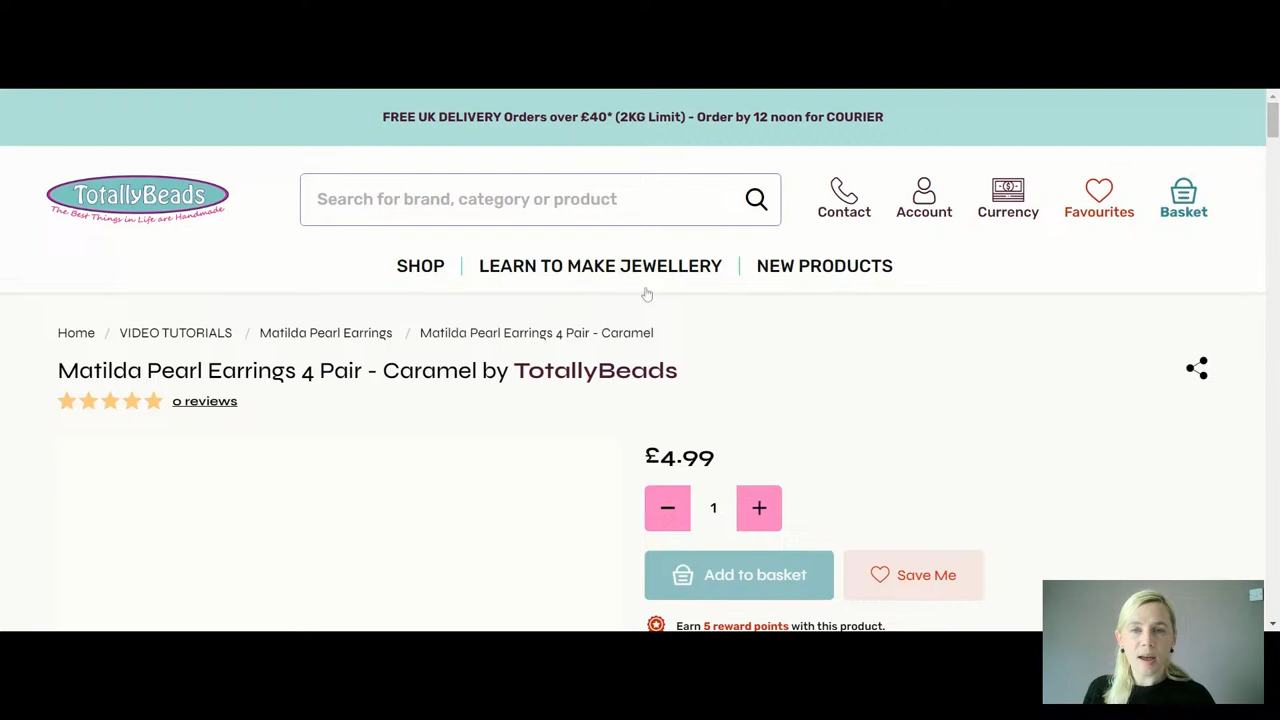 FREE UK DELIVERY Orders over £40* (2KG Limit) - Order by 12 noon for COURIER
TotallyBeads
The Best Things in Life are Handmade
Search for brand, category or product
Contact
Account
Currency
Favourites
Basket
SHOP
LEARN TO MAKE JEWELLERY
NEW PRODUCTS
Home / VIDEO TUTORIALS / Matilda Pearl Earrings / Matilda Pearl Earrings 4 Pair - Caramel
Matilda Pearl Earrings 4 Pair - Caramel by TotallyBeads
0 reviews
£4.99
− 1 +
Add to basket
Save Me
Earn 5 reward points with this product.